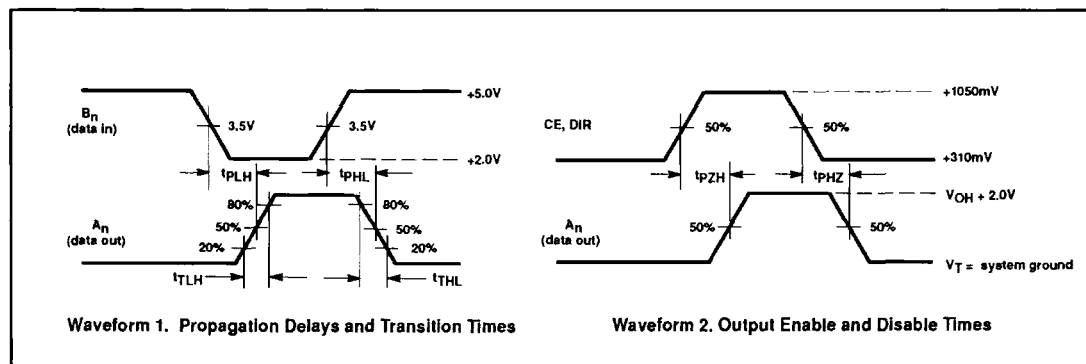 Bn
(data in)
+5.0V
3.5V
3.5V
+2.0V
tPLH
tPHL
80%
80%
An
(data out)
50%
50%
20%
20%
tTLH
tTHL
Waveform 1. Propagation Delays and Transition Times
CE, DIR
+1050mV
50%
50%
+310mV
tPZH
tPHZ
VOH + 2.0V
An
(data out)
50%
50%
VT = system ground
Waveform 2. Output Enable and Disable Times